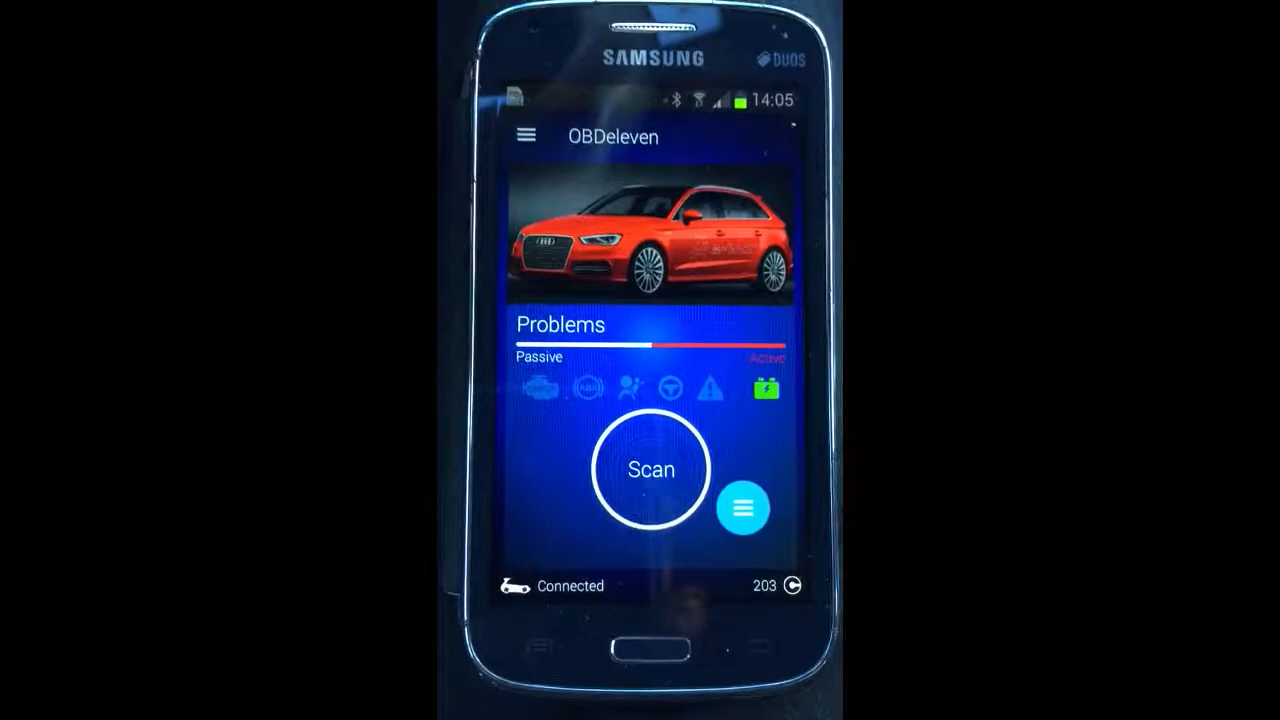 SAMSUNG
DUOS
14:05
OBDeleven
Problems
Passive
Active
Scan
Connected
203